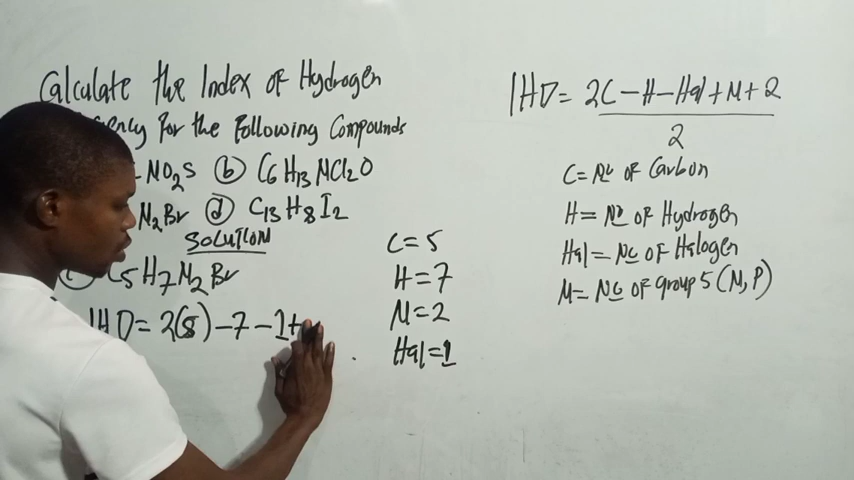 Calculate the Index of Hydrogen
ency for the Following Compounds
NO₂S (b) C₆H₁₃NCl₂O
N₂Br (d) C₁₃H₈I₂
SOLUTION
C₅H₇N₂Br
IHD = 2(5) - 7 - 1 +
C = 5
H = 7
N = 2
Hal = 1
IHD = 2C - H - Hal + N + 2
2
C = No of Carbon
H = No of Hydrogen
Hal = No of Halogen
N = No of group 5 (N, P)